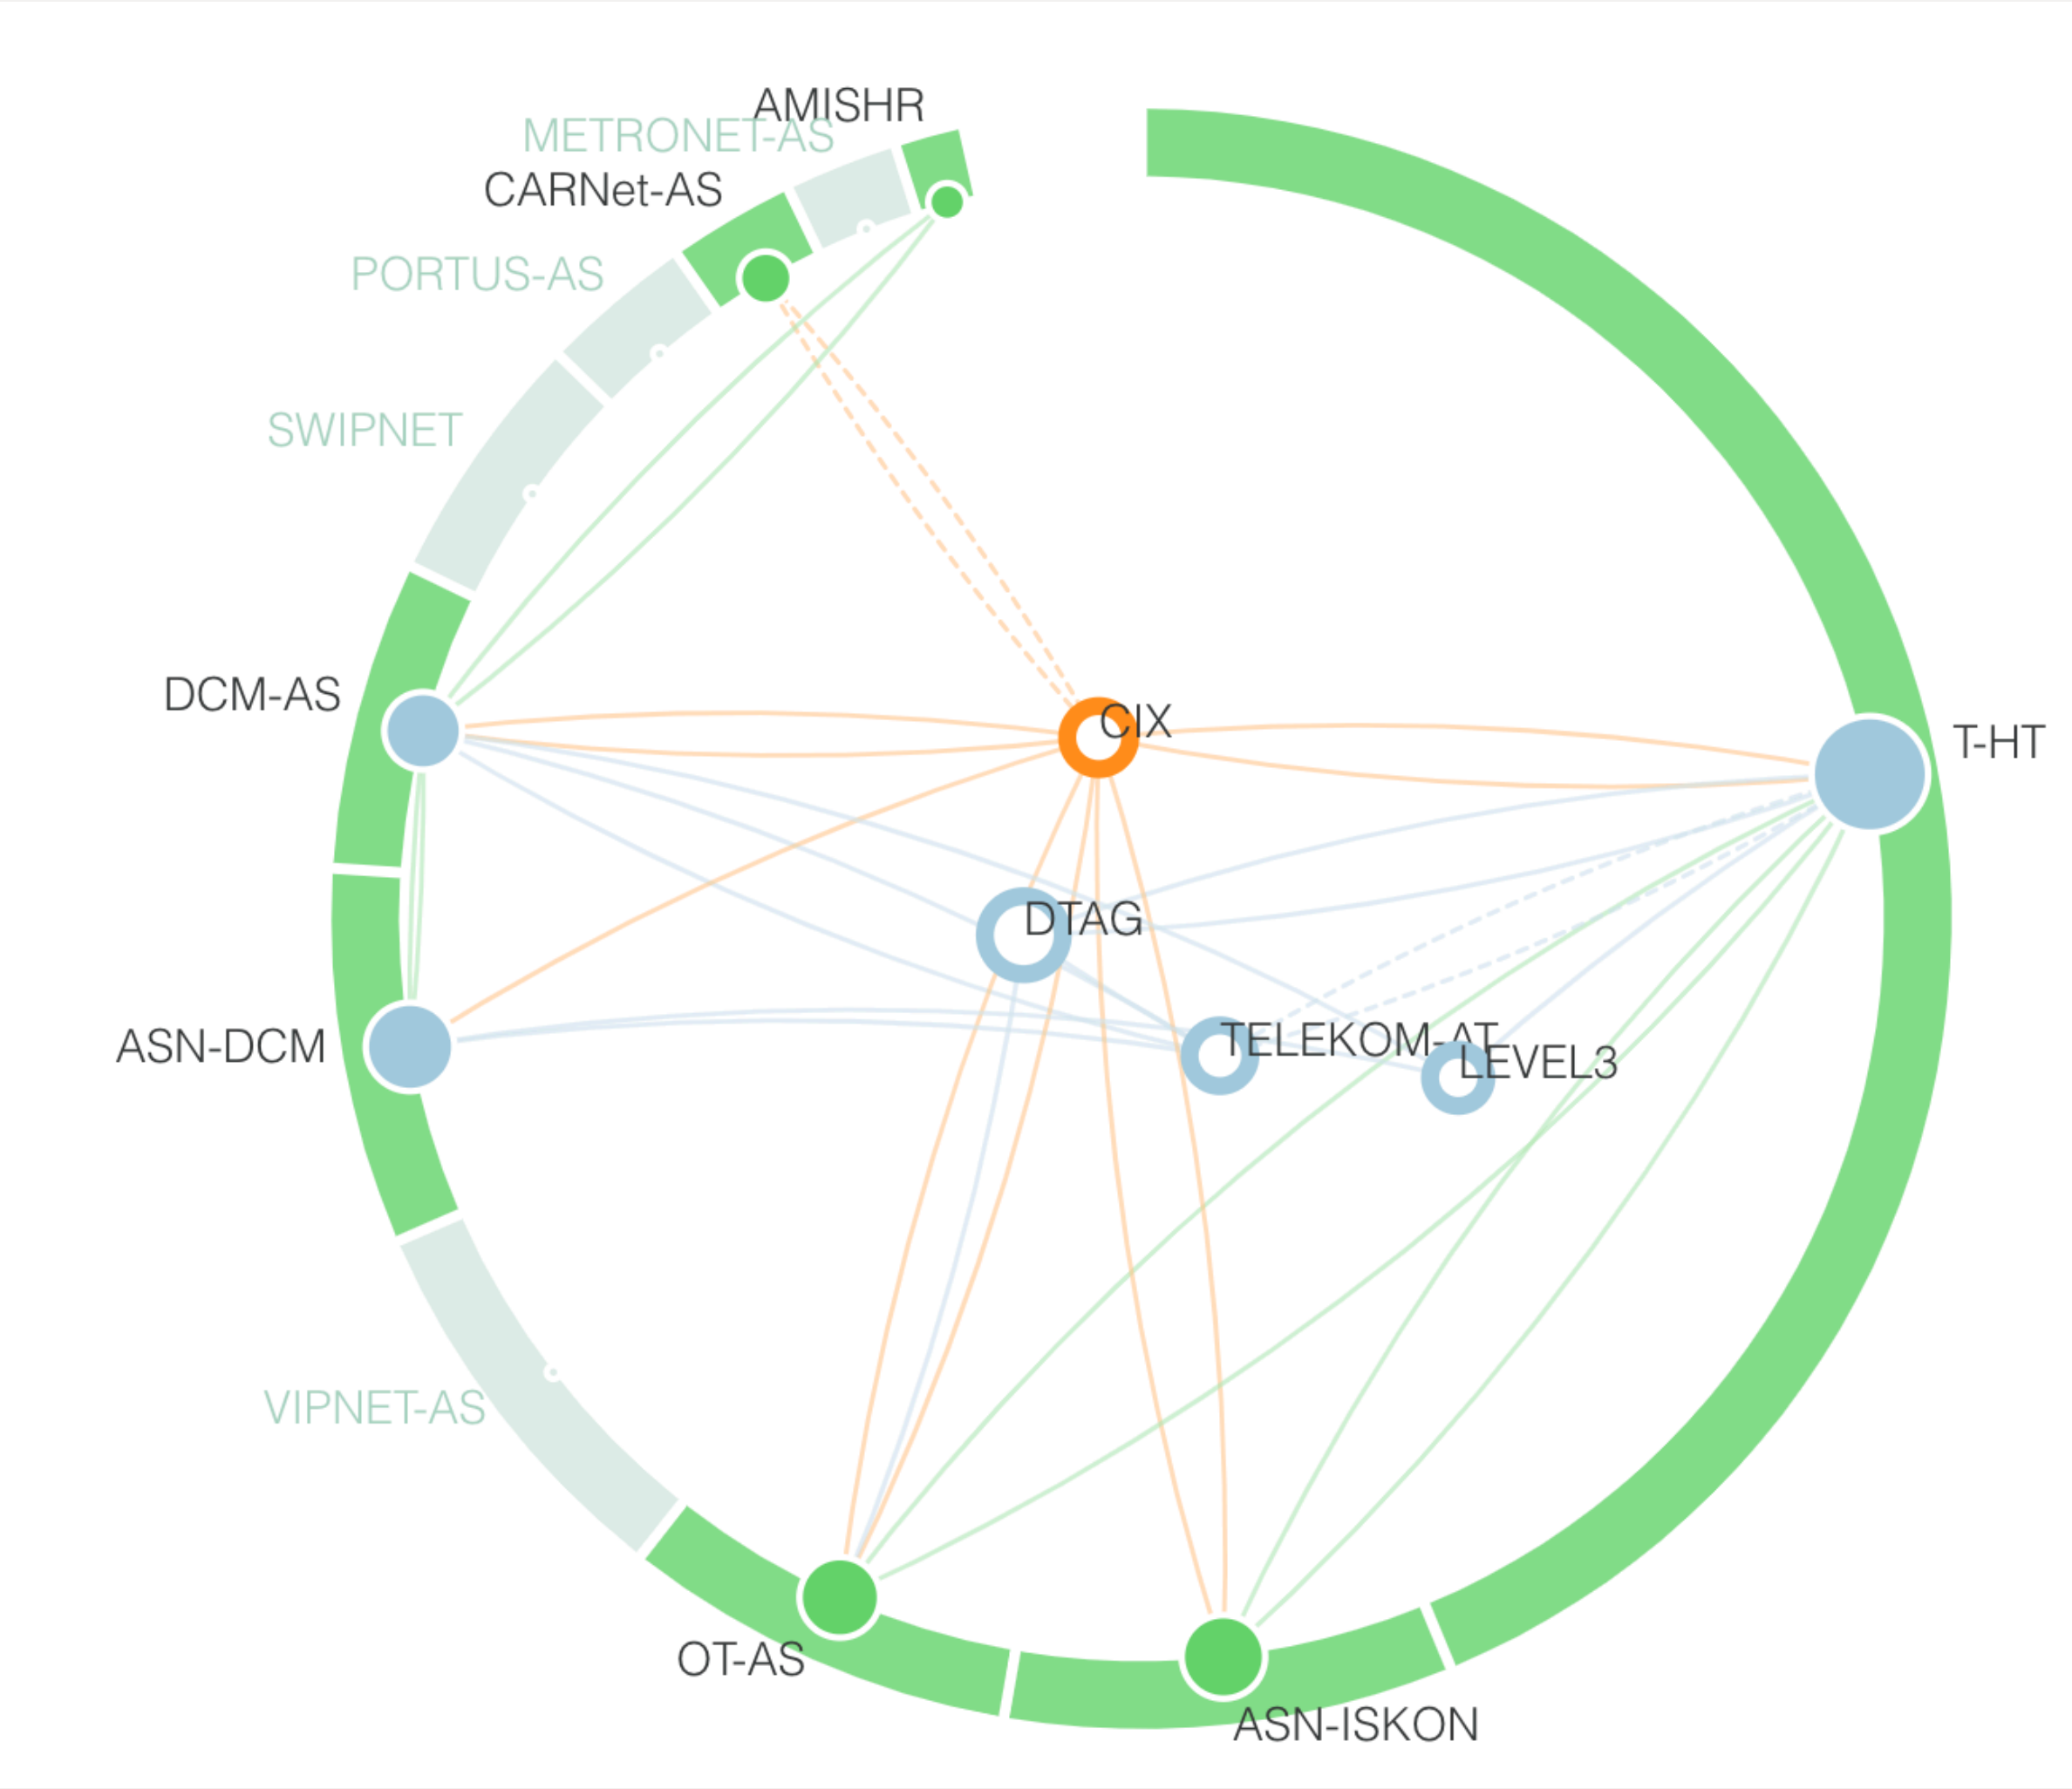 AMISHR
METRONET-AS
CARNet-AS
PORTUS-AS
SWIPNET
DCM-AS
CIX
T-HT
DTAG
ASN-DCM
TELEKOM-AT
LEVEL3
VIPNET-AS
OT-AS
ASN-ISKON